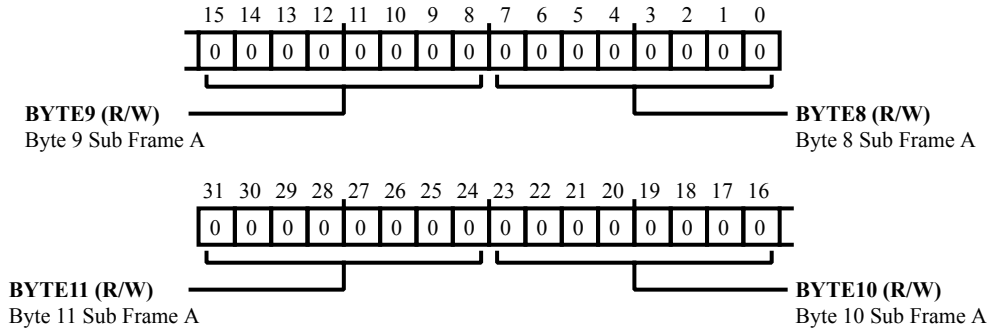 15 14 13 12 11 10 9 8 7 6 5 4 3 2 1 0
0 0 0 0 0 0 0 0 0 0 0 0 0 0 0 0
BYTE9 (R/W)
Byte 9 Sub Frame A
BYTE8 (R/W)
Byte 8 Sub Frame A
31 30 29 28 27 26 25 24 23 22 21 20 19 18 17 16
0 0 0 0 0 0 0 0 0 0 0 0 0 0 0 0
BYTE11 (R/W)
Byte 11 Sub Frame A
BYTE10 (R/W)
Byte 10 Sub Frame A